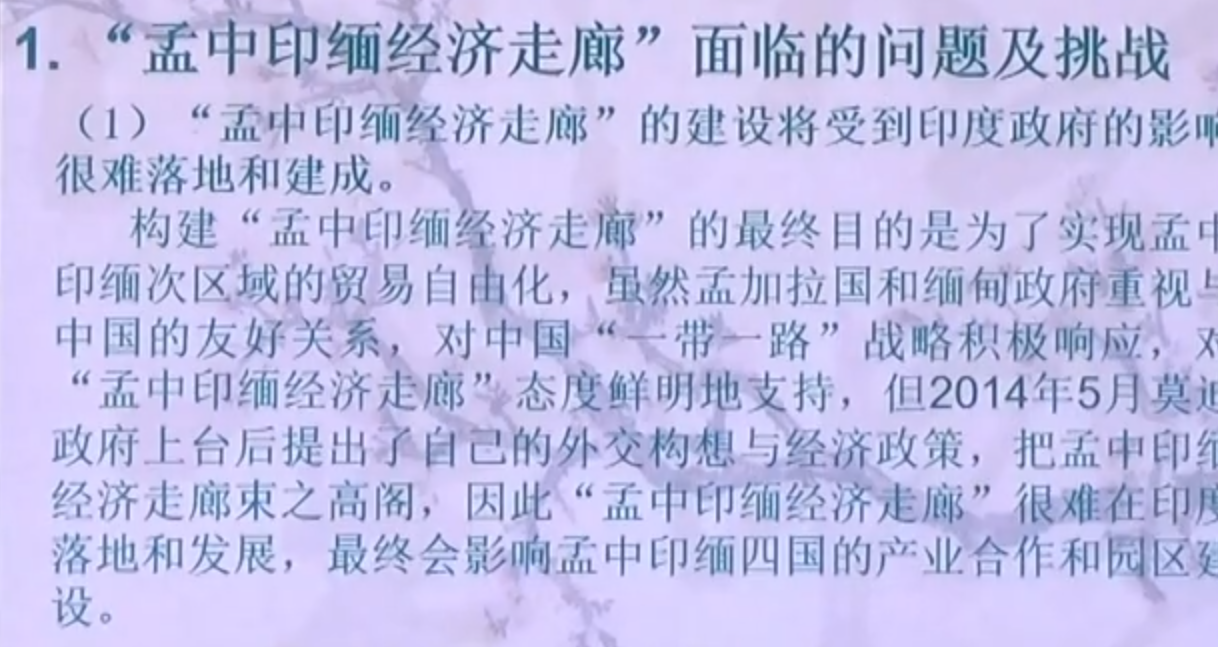 1.“孟中印缅经济走廊”面临的问题及挑战
（1）“孟中印缅经济走廊”的建设将受到印度政府的影响
很难落地和建成。
构建“孟中印缅经济走廊”的最终目的是为了实现孟中
印缅次区域的贸易自由化，虽然孟加拉国和缅甸政府重视与
中国的友好关系，对中国“一带一路”战略积极响应，对
“孟中印缅经济走廊”态度鲜明地支持，但2014年5月莫迪
政府上台后提出了自己的外交构想与经济政策，把孟中印缅
经济走廊束之高阁，因此“孟中印缅经济走廊”很难在印度
落地和发展，最终会影响孟中印缅四国的产业合作和园区建
设。